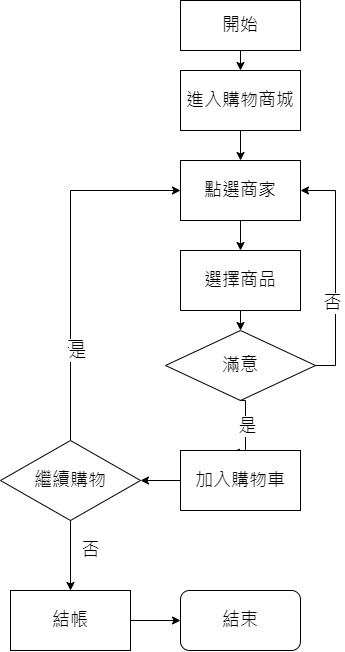 開始
進入購物商城
點選商家
選擇商品
否
是
滿意
是
繼續購物
加入購物車
否
結帳
結束